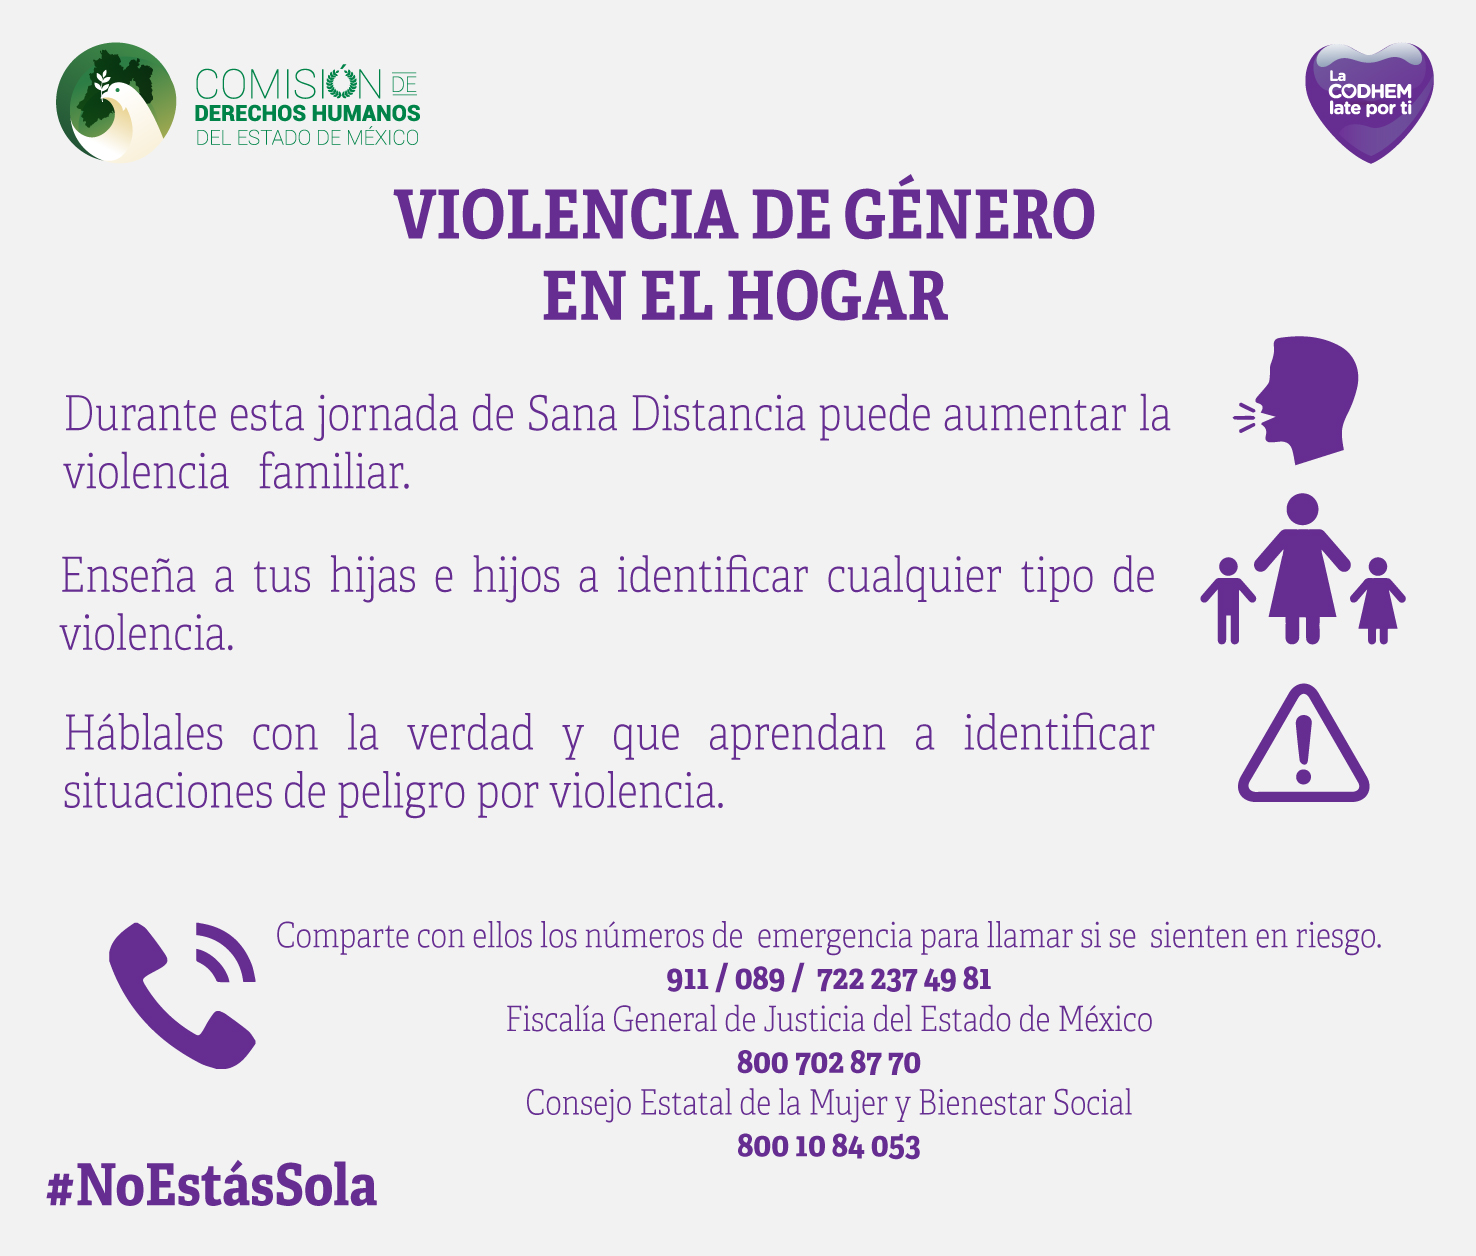 COMISIÓN DE
DERECHOS HUMANOS
DEL ESTADO DE MÉXICO
La
CODHEM
late por ti
VIOLENCIA DE GÉNERO
EN EL HOGAR
Durante esta jornada de Sana Distancia puede aumentar la
violencia familiar.
Enseña a tus hijas e hijos a identificar cualquier tipo de
violencia.
Háblales con la verdad y que aprendan a identificar
situaciones de peligro por violencia.
Comparte con ellos los números de emergencia para llamar si se sienten en riesgo.
911 / 089 / 722 237 49 81
Fiscalía General de Justicia del Estado de México
800 702 87 70
Consejo Estatal de la Mujer y Bienestar Social
800 10 84 053
#NoEstásSola